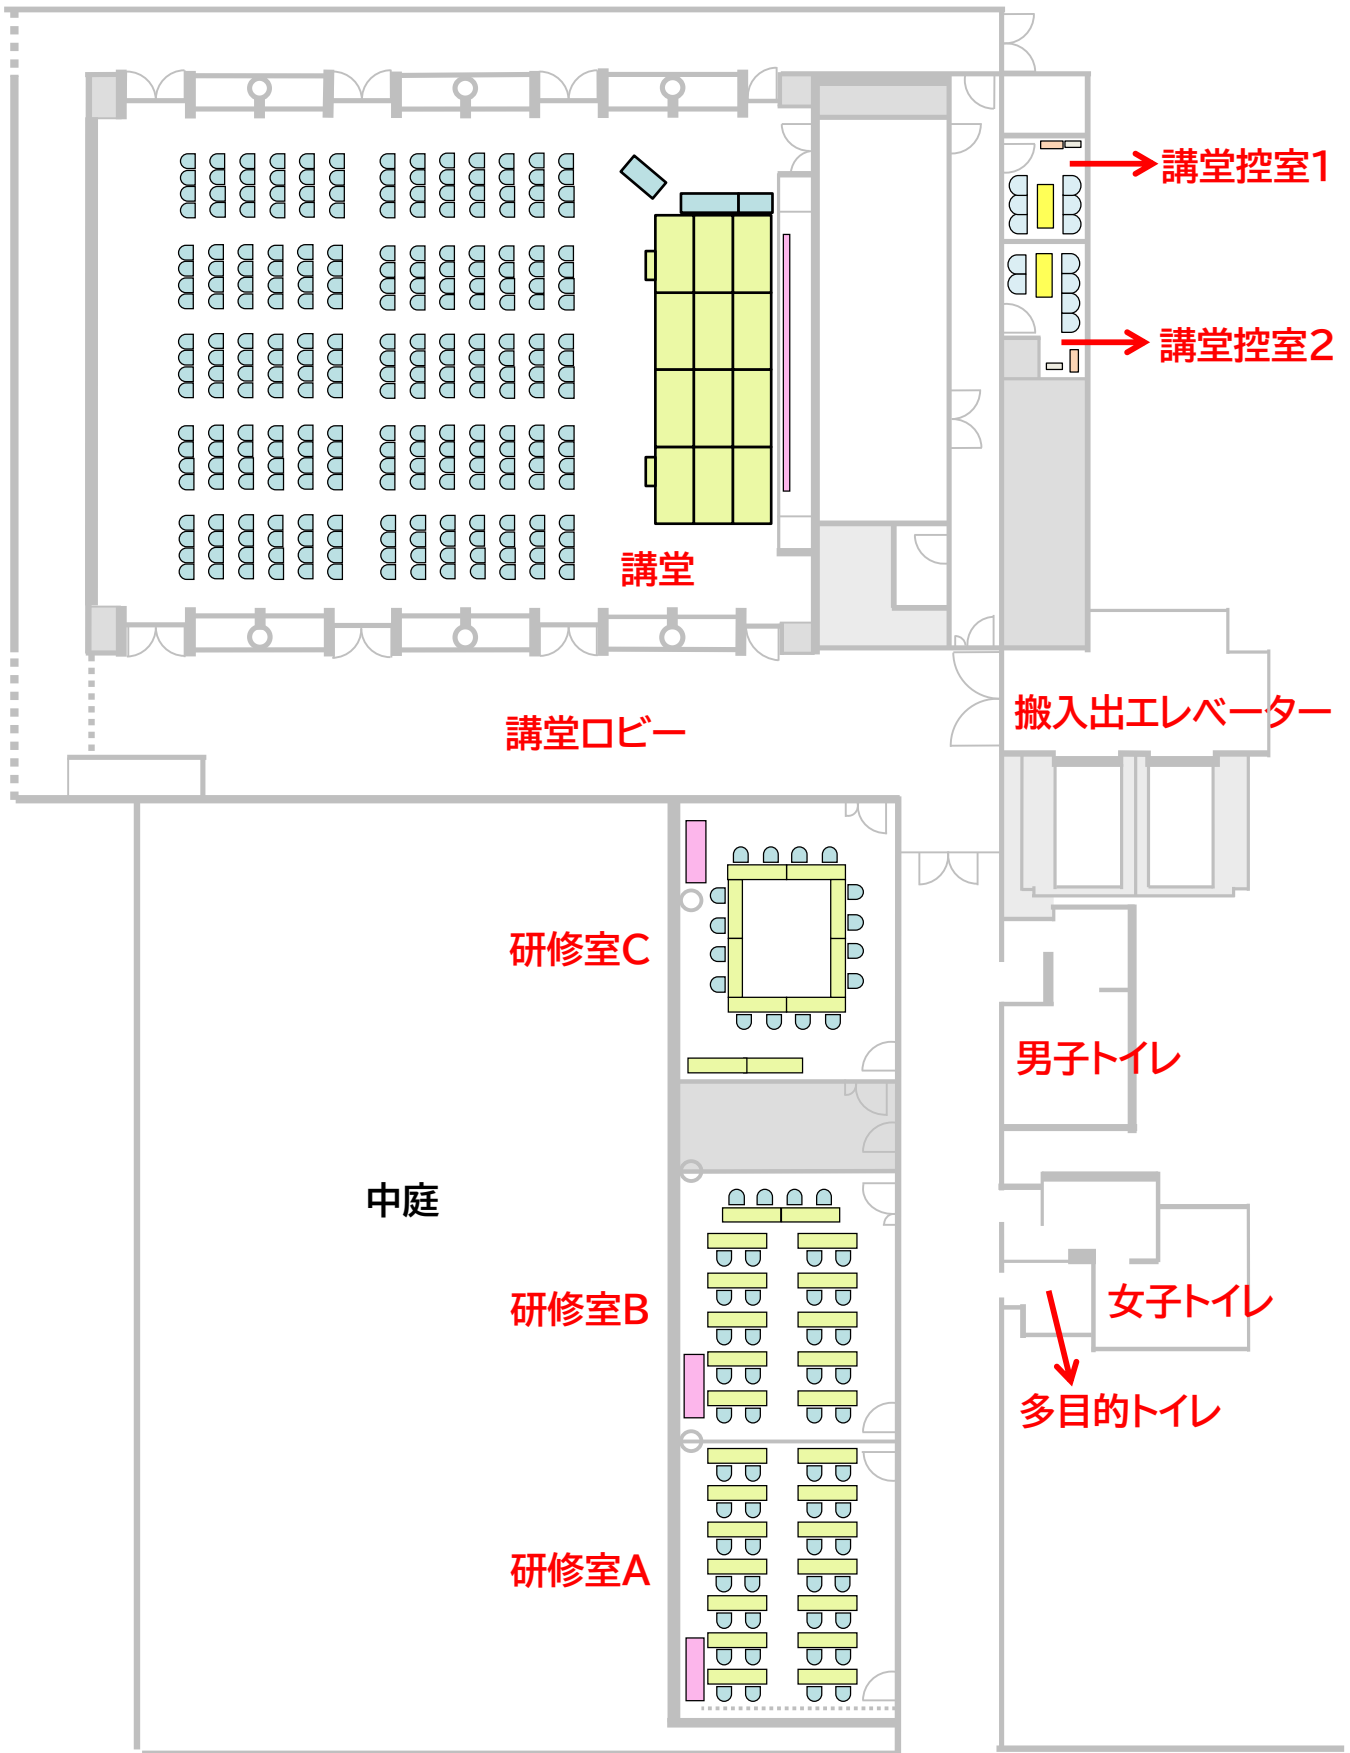 講堂控室1
講堂控室2
講堂
搬入出エレベーター
講堂ロビー
研修室C
男子トイレ
中庭
研修室B
女子トイレ
多目的トイレ
研修室A